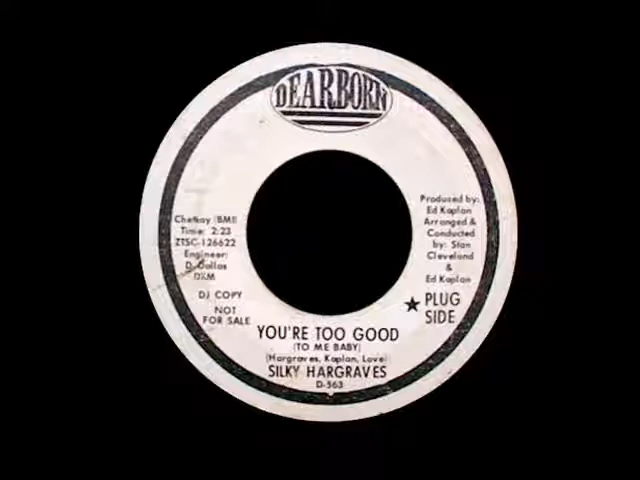 DEARBORN
Chetkay (BMI)
Time: 2:23
ZTSC-126622
Engineer:
D. Dallas
DXM
DJ COPY
NOT
FOR SALE
Produced by:
Ed Kaplan
Arranged &
Conducted
by: Stan
Cleveland
&
Ed Kaplan
★ PLUG
SIDE
YOU'RE TOO GOOD
(TO ME BABY)
(Hargraves, Kaplan, Love)
SILKY HARGRAVES
D-563